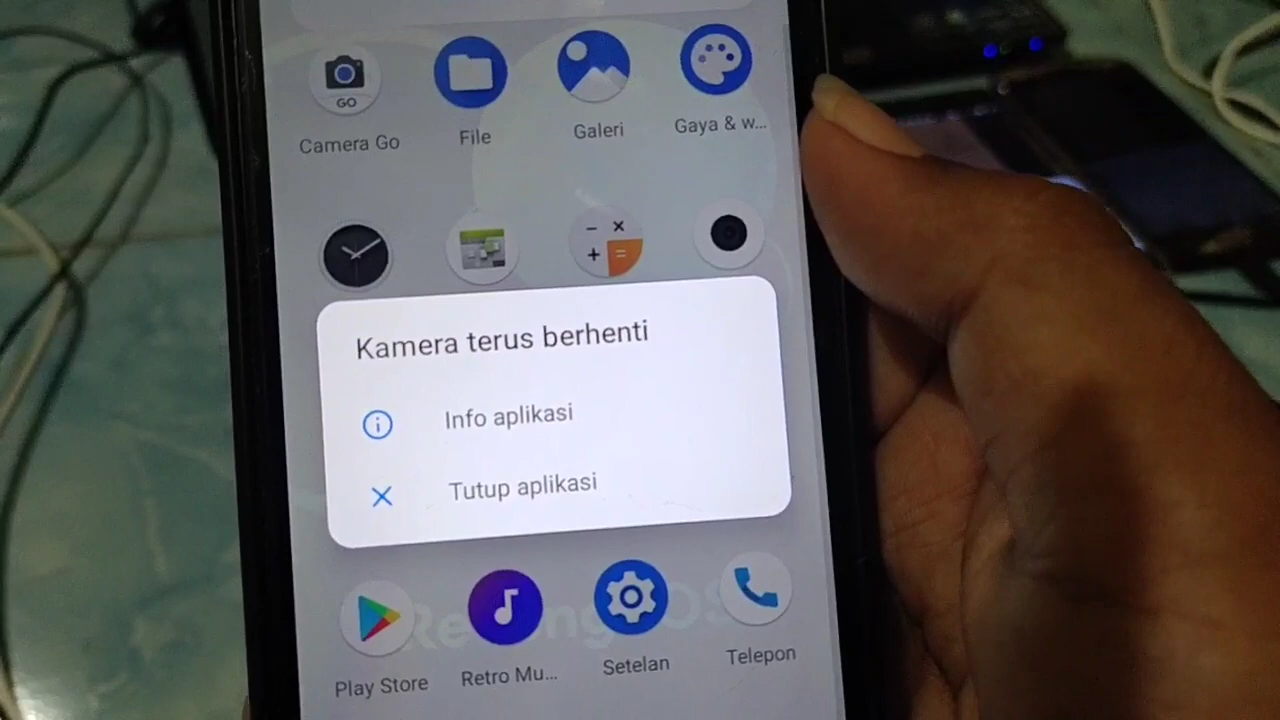 GO
Camera Go
File
Galeri
Gaya & w...
Kamera terus berhenti
Info aplikasi
Tutup aplikasi
Play Store
Retro Mu...
Setelan
Telepon